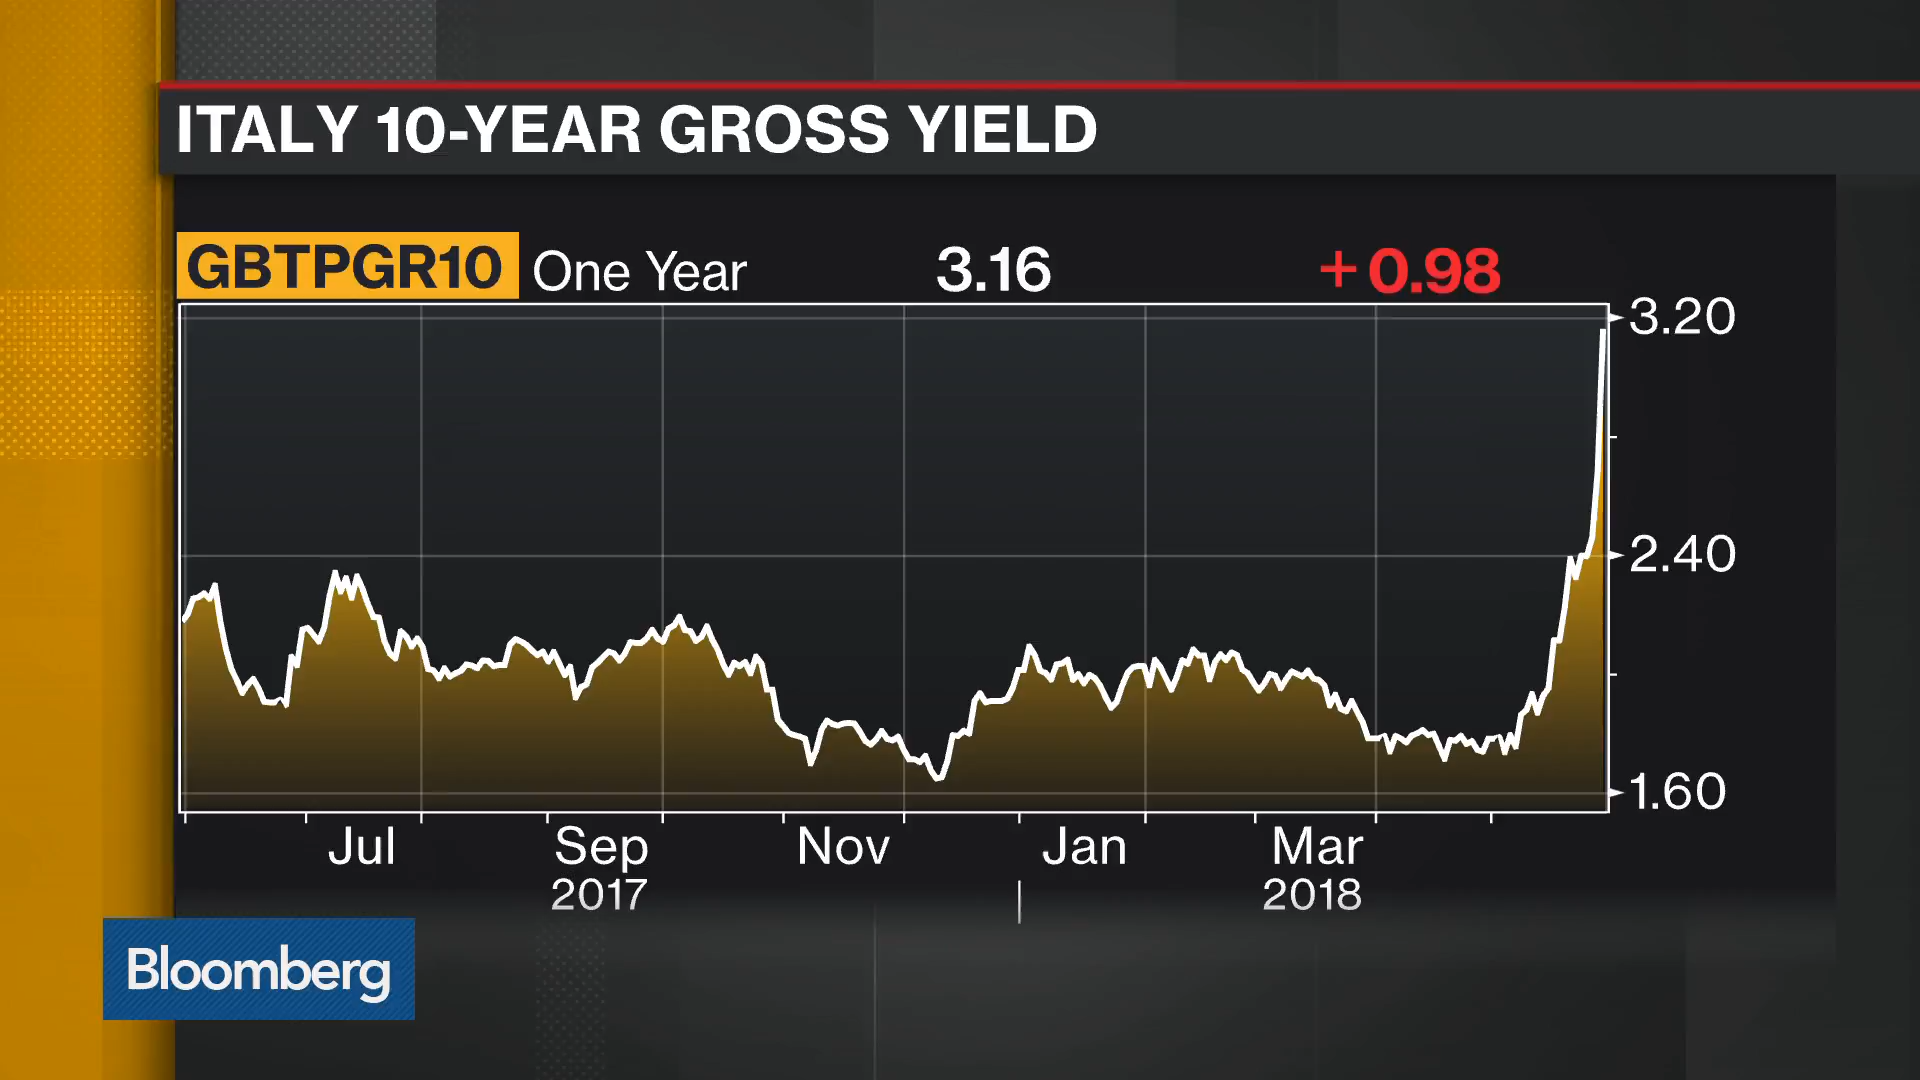 ITALY 10-YEAR GROSS YIELD
GBTPGR10 One Year 3.16 +0.98
3.20
2.40
1.60
Jul Sep Nov Jan Mar
2017 2018
Bloomberg